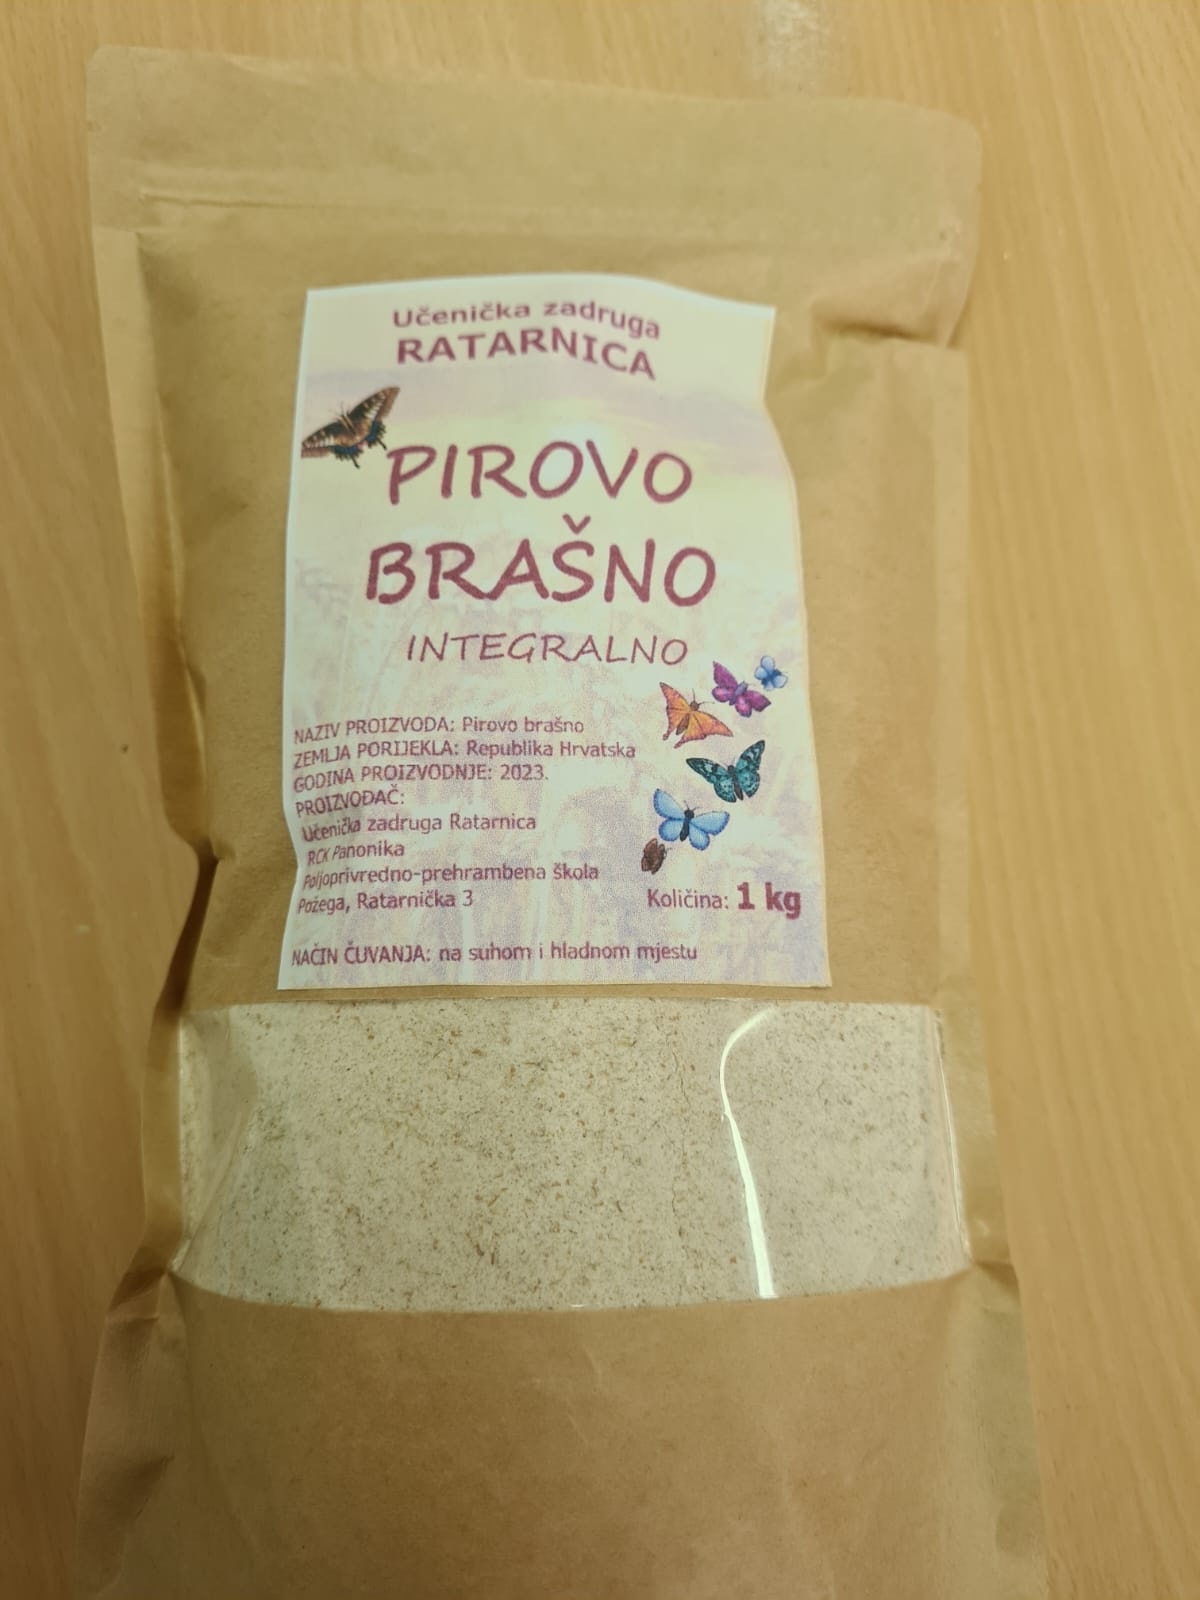 Učenička zadruga
RATARNICA
PIROVO
BRAŠNO
INTEGRALNO
NAZIV PROIZVODA: Pirovo brašno
ZEMLJA PORIJEKLA: Republika Hrvatska
GODINA PROIZVODNJE: 2023.
PROIZVOĐAČ:
Učenička zadruga Ratarnica
RCK Panonika
Poljoprivredno-prehrambena škola
Požega, Ratarnička 3
Količina: 1 kg
NAČIN ČUVANJA: na suhom i hladnom mjestu